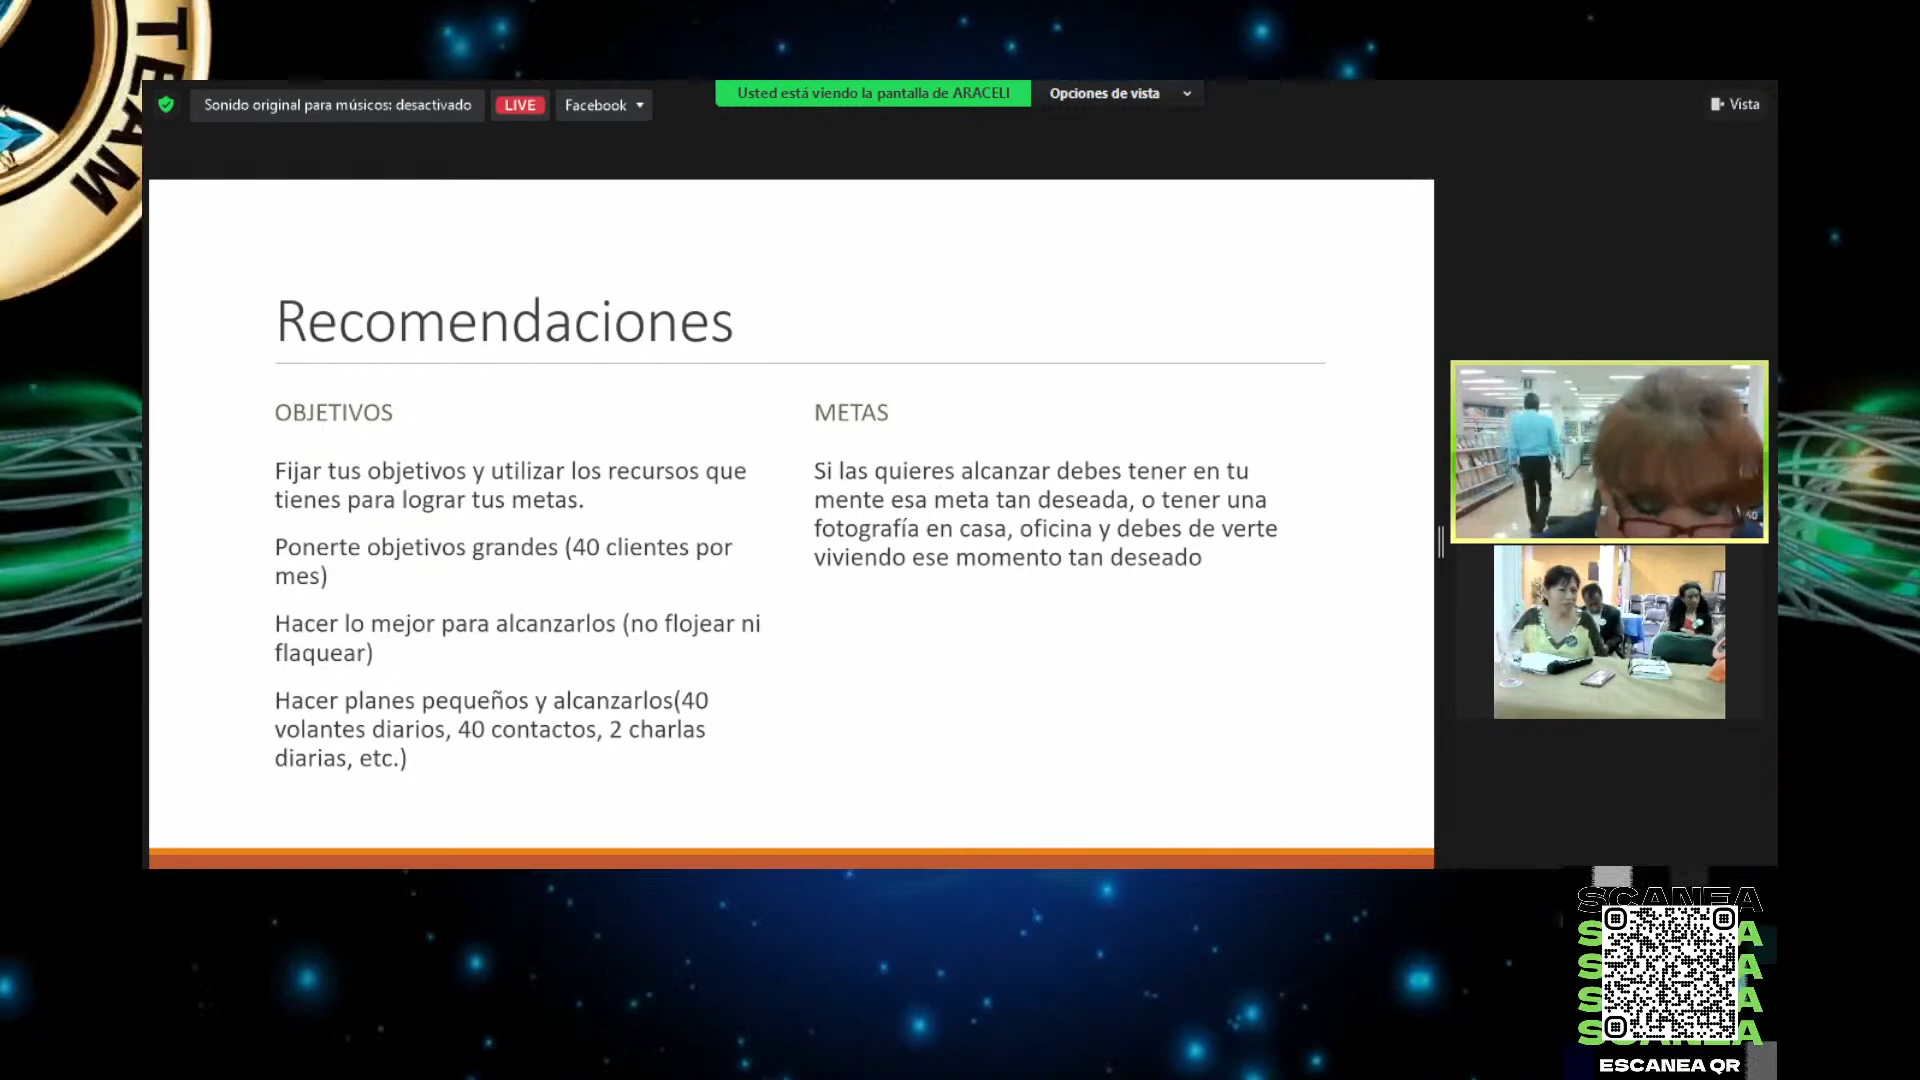 TEAM
Sonido original para músicos: desactivado
LIVE
Facebook
Usted está viendo la pantalla de ARACELI
Opciones de vista
Vista
Recomendaciones
OBJETIVOS
Fijar tus objetivos y utilizar los recursos que
tienes para lograr tus metas.
Ponerte objetivos grandes (40 clientes por
mes)
Hacer lo mejor para alcanzarlos (no flojear ni
flaquear)
Hacer planes pequeños y alcanzarlos(40
volantes diarios, 40 contactos, 2 charlas
diarias, etc.)
METAS
Si las quieres alcanzar debes tener en tu
mente esa meta tan deseada, o tener una
fotografía en casa, oficina y debes de verte
viviendo ese momento tan deseado
SCANEA
S A
S A
S A
S A
ESCANEA QR